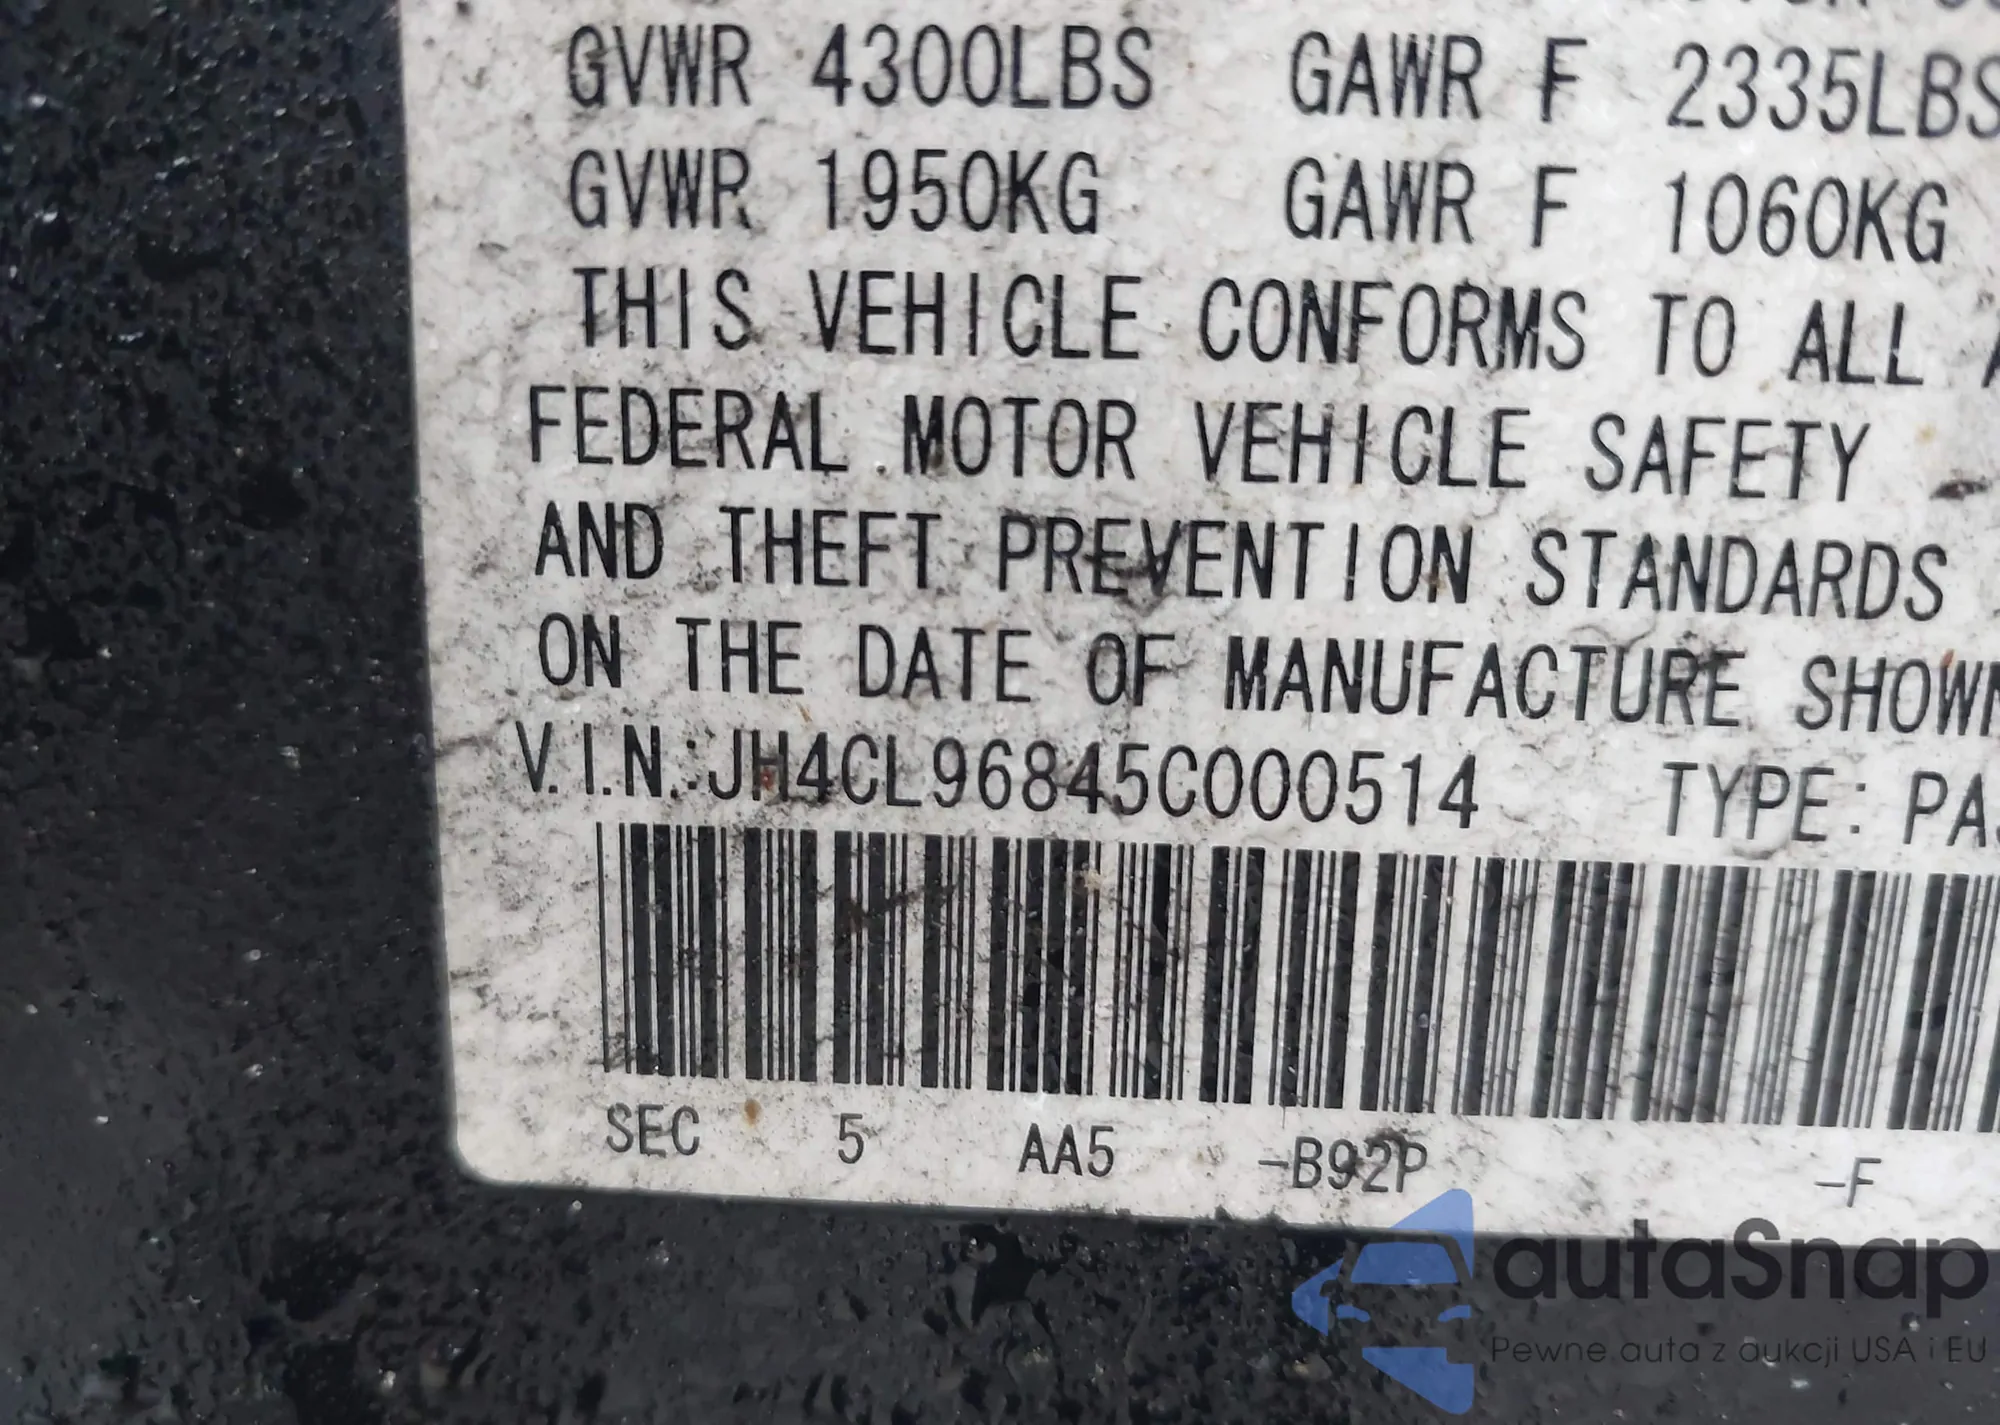 GVWR 4300LBS GAWR F 2335LBS
GVWR 1950KG GAWR F 1060KG
THIS VEHICLE CONFORMS TO ALL
FEDERAL MOTOR VEHICLE SAFETY
AND THEFT PREVENTION STANDARDS
ON THE DATE OF MANUFACTURE SHOWN
V.I.N.:JH4CL96845C000514 TYPE: PAS
SEC 5 AA5 -B92P -F
autaSnap
Pewne auta z aukcji USA i EU